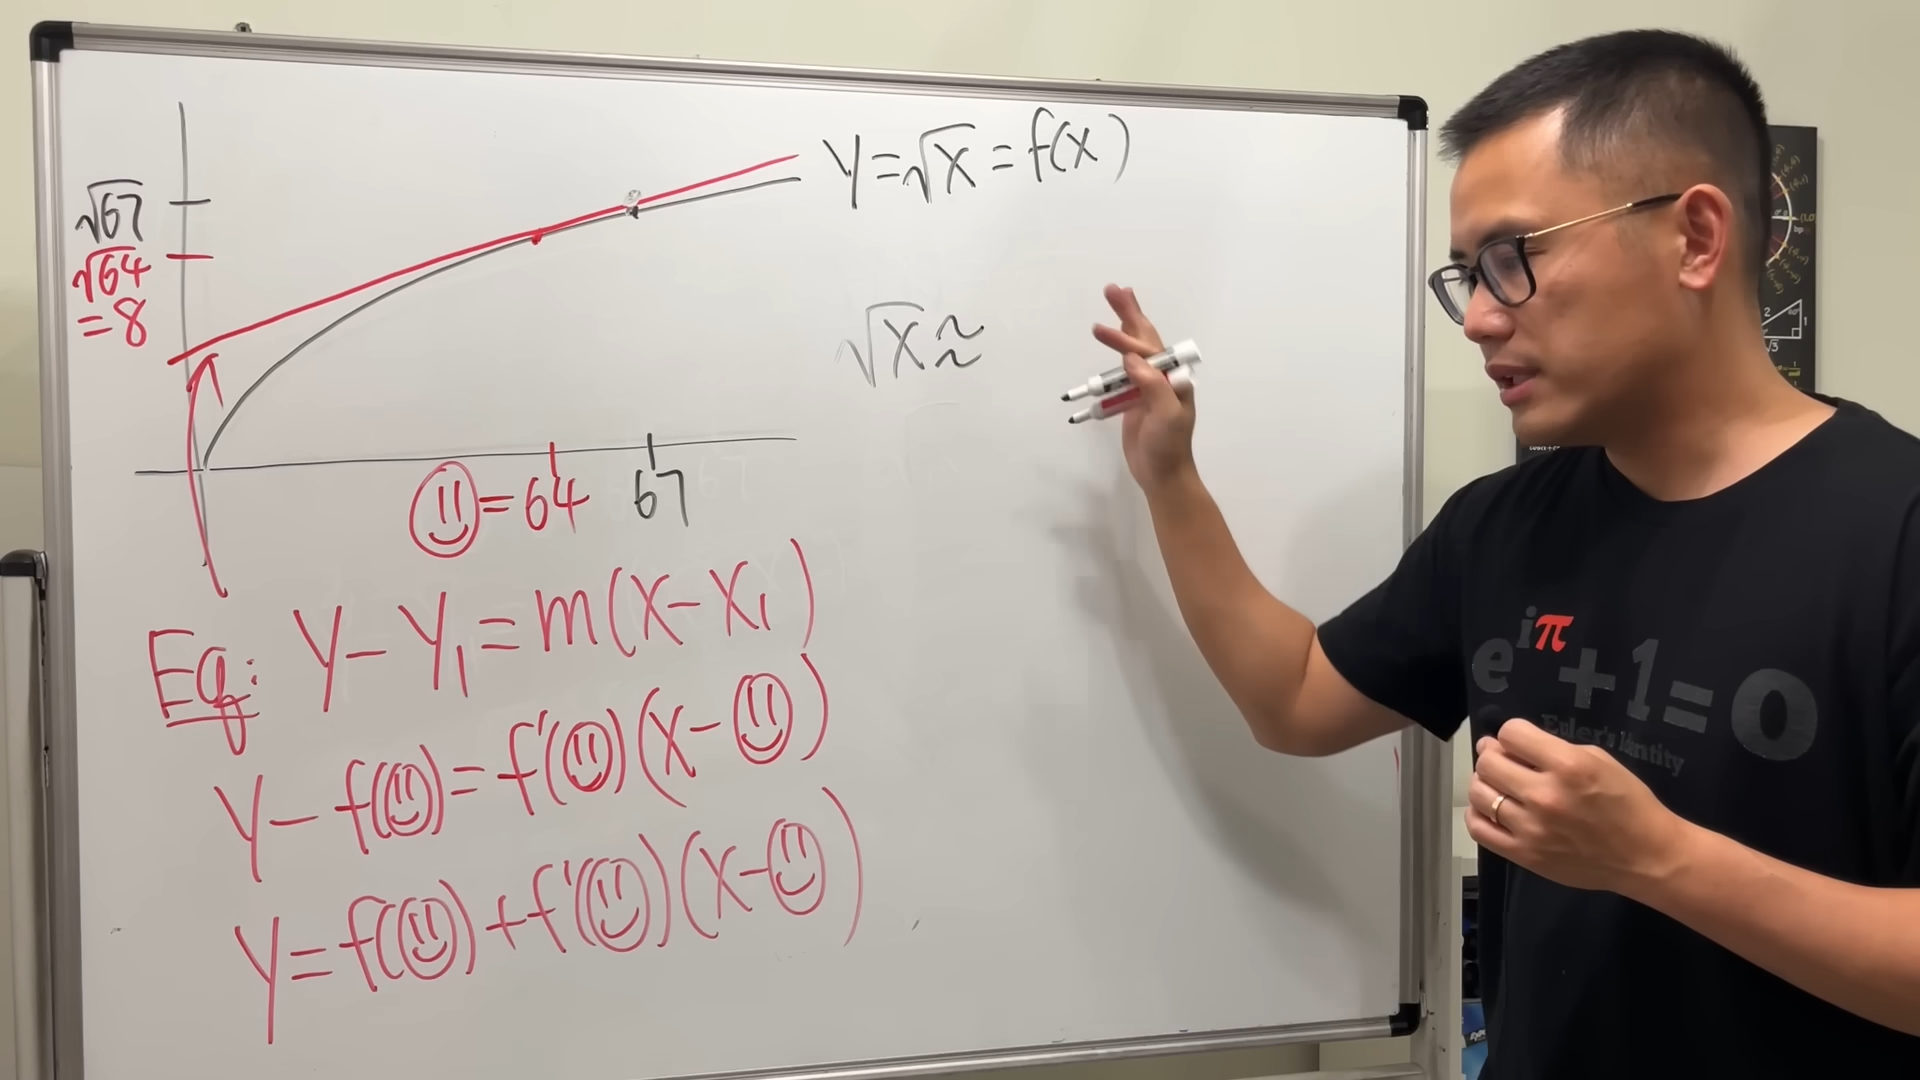 y=√x=f(x)
√67
√64
=8
√x≈
☺=64 67
Eq: y-y₁=m(x-x₁)
y-f(☺)=f'(☺)(x-☺)
y=f(☺)+f'(☺)(x-☺)
e^iπ+1=0
Euler's Identity